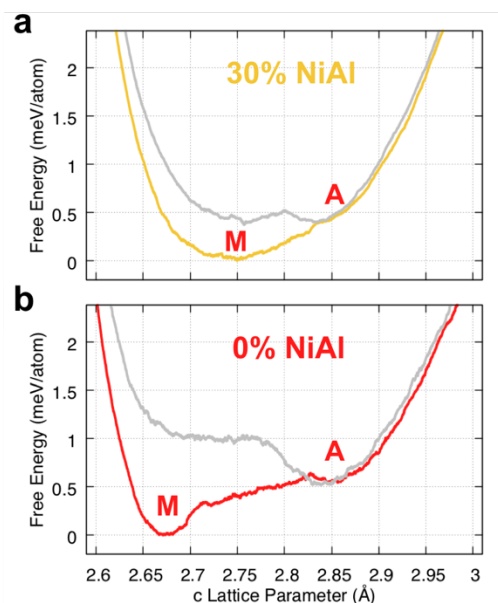 a
30% NiAl
A
M
Free Energy (meV/atom)
2
1.5
1
0.5
0
b
0% NiAl
A
M
Free Energy (meV/atom)
2
1.5
1
0.5
0
2.6 2.65 2.7 2.75 2.8 2.85 2.9 2.95 3
c Lattice Parameter (Å)